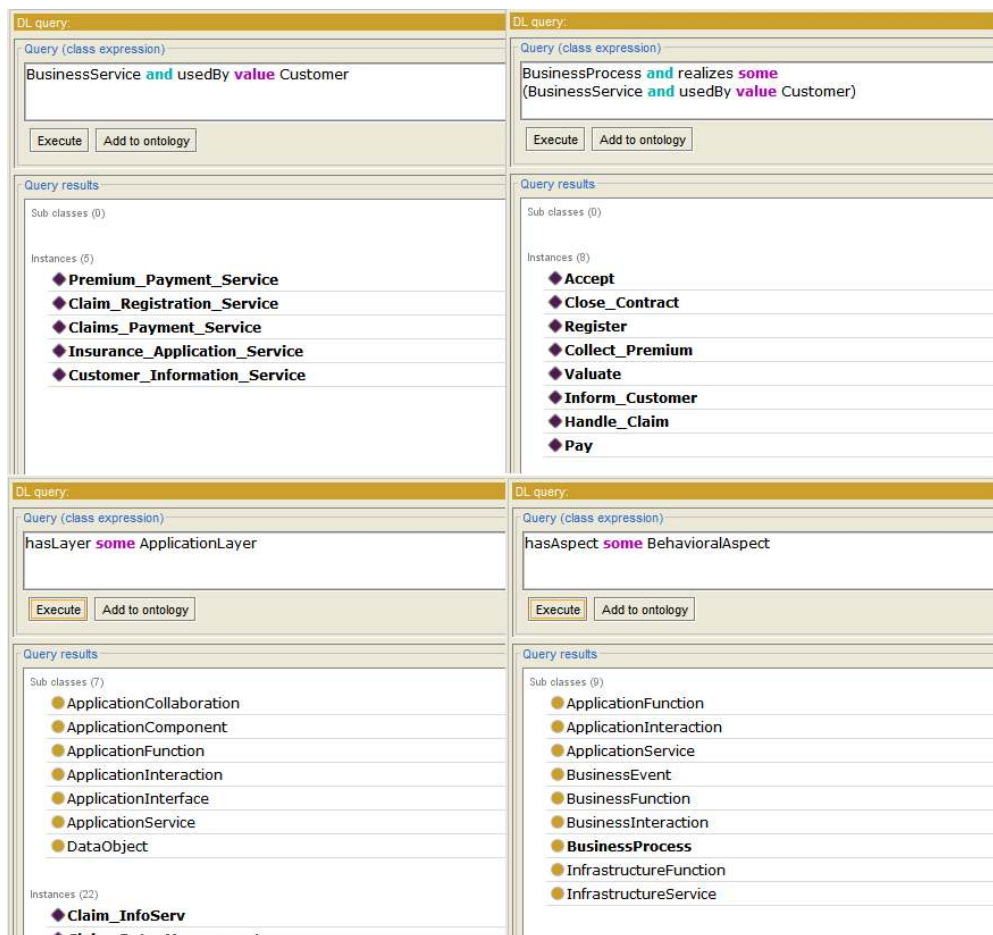 DL query:
Query (class expression)
BusinessService and usedBy value Customer
Execute
Add to ontology
Query results
Sub classes (0)
Instances (5)
Premium_Payment_Service
Claim_Registration_Service
Claims_Payment_Service
Insurance_Application_Service
Customer_Information_Service
DL query:
Query (class expression)
BusinessProcess and realizes some
(BusinessService and usedBy value Customer)
Execute
Add to ontology
Query results
Sub classes (0)
Instances (8)
Accept
Close_Contract
Register
Collect_Premium
Valuate
Inform_Customer
Handle_Claim
Pay
DL query:
Query (class expression)
hasLayer some ApplicationLayer
Execute
Add to ontology
Query results
Sub classes (7)
ApplicationCollaboration
ApplicationComponent
ApplicationFunction
ApplicationInteraction
ApplicationInterface
ApplicationService
DataObject
Instances (22)
Claim_InfoServ
DL query:
Query (class expression)
hasAspect some BehavioralAspect
Execute
Add to ontology
Query results
Sub classes (9)
ApplicationFunction
ApplicationInteraction
ApplicationService
BusinessEvent
BusinessFunction
BusinessInteraction
BusinessProcess
InfrastructureFunction
InfrastructureService